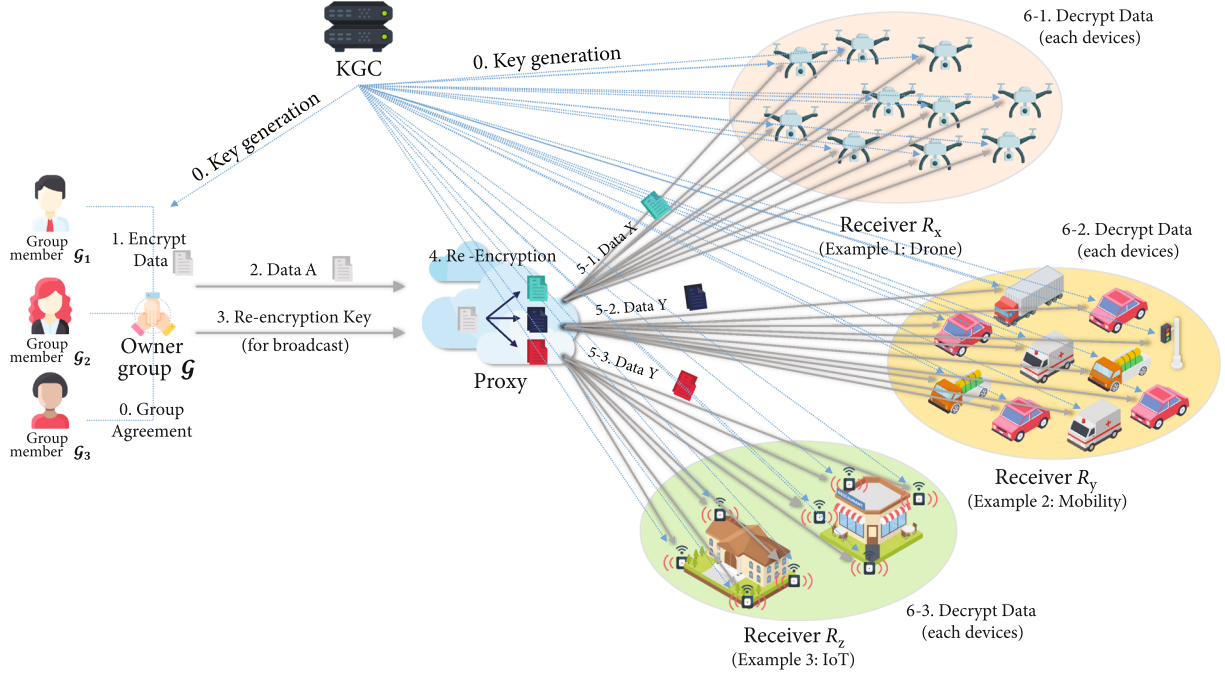 KGC
0. Key generation
0. Key generation
6-1. Decrypt Data
(each devices)
Receiver Rx
(Example 1: Drone)
Group
member 𝓖1
Group
member 𝓖2
Group
member 𝓖3
1. Encrypt
Data
Owner
group 𝓖
0. Group
Agreement
2. Data A
3. Re-encryption Key
(for broadcast)
4. Re -Encryption
Proxy
5-1. Data X
5-2. Data Y
5-3. Data Y
6-2. Decrypt Data
(each devices)
Receiver Ry
(Example 2: Mobility)
6-3. Decrypt Data
(each devices)
Receiver Rz
(Example 3: IoT)